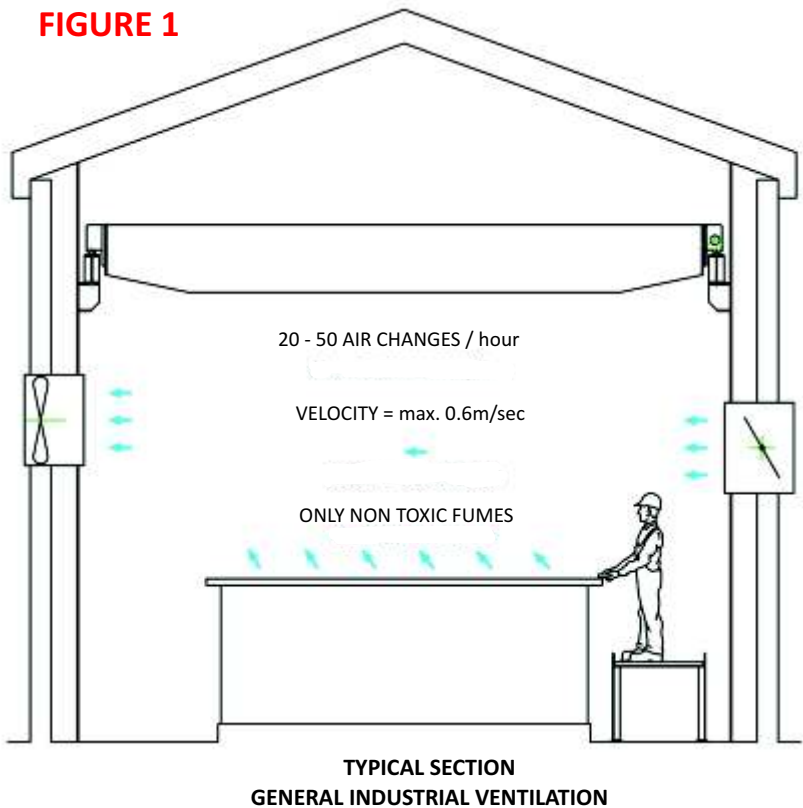 FIGURE 1
20 - 50 AIR CHANGES / hour
VELOCITY = max. 0.6m/sec
ONLY NON TOXIC FUMES
TYPICAL SECTION
GENERAL INDUSTRIAL VENTILATION